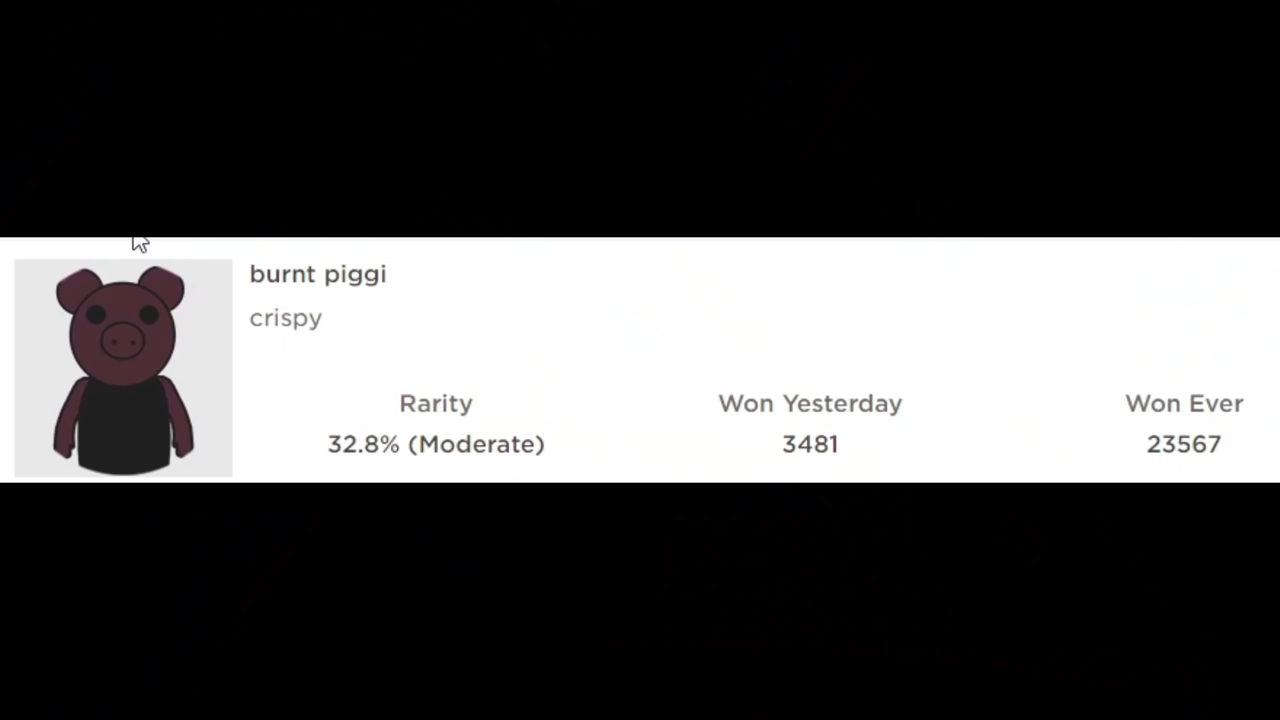 burnt piggi
crispy
Rarity Won Yesterday Won Ever
32.8% (Moderate) 3481 23567